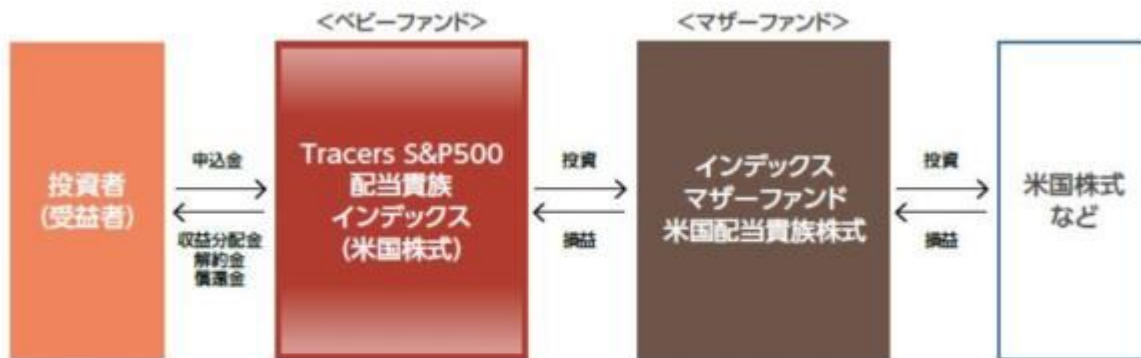 <ベビーファンド>
<マザーファンド>
投資者
(受益者)
申込金
収益分配金
解約金
償還金
Tracers S&P500
配当貴族
インデックス
(米国株式)
投資
損益
インデックス
マザーファンド
米国配当貴族株式
投資
損益
米国株式
など